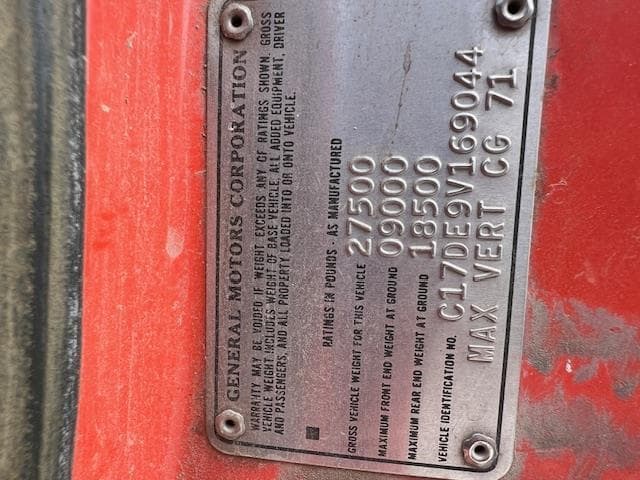 GENERAL MOTORS CORPORATION
WARRANTY MAY BE VOIDED IF WEIGHT EXCEEDS ANY OF RATINGS SHOWN. GROSS
VEHICLE WEIGHT INCLUDES WEIGHT OF BASE VEHICLE, ALL ADDED EQUIPMENT, DRIVER
AND PASSENGERS, AND ALL PROPERTY LOADED INTO OR ONTO VEHICLE.
RATINGS IN POUNDS - AS MANUFACTURED
GROSS VEHICLE WEIGHT FOR THIS VEHICLE 27500
MAXIMUM FRONT END WEIGHT AT GROUND 09000
MAXIMUM REAR END WEIGHT AT GROUND 18500
VEHICLE IDENTIFICATION NO. C17DE9V169044
MAX VERT CG 71